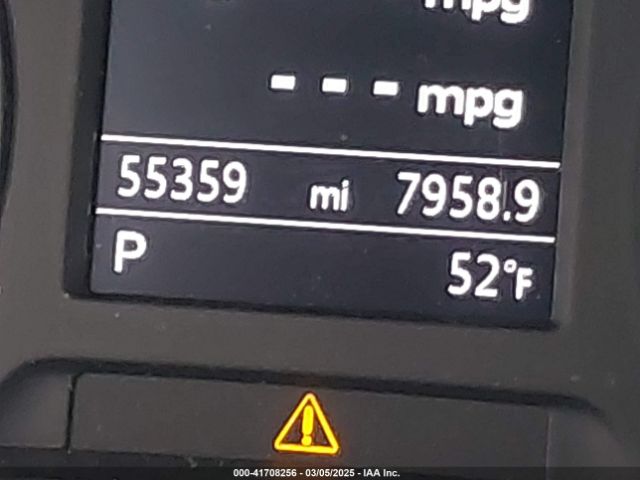 mpg
--- mpg
55359 mi 7958.9
P 52°F
000-41708256 - 03/05/2025 - IAA Inc.